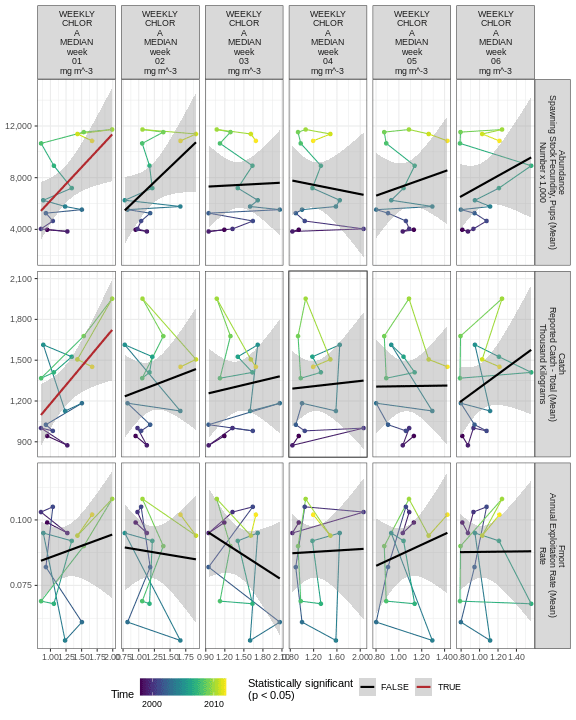 WEEKLY
CHLOR
A
MEDIAN
week
01
mg m^-3
WEEKLY
CHLOR
A
MEDIAN
week
02
mg m^-3
WEEKLY
CHLOR
A
MEDIAN
week
03
mg m^-3
WEEKLY
CHLOR
A
MEDIAN
week
04
mg m^-3
WEEKLY
CHLOR
A
MEDIAN
week
05
mg m^-3
WEEKLY
CHLOR
A
MEDIAN
week
06
mg m^-3
12,000
8,000
4,000
Abundance
Spawning Stock Fecundity, Pups (Mean)
Number x 1,000
2,100
1,800
1,500
1,200
900
Catch
Reported Catch - Total (Mean)
Thousand Kilograms
0.100
0.075
Fmort
Annual Exploitation Rate (Mean)
Rate
1.00 1.25 1.50 1.75 2.00
0.75 1.00 1.25 1.50 1.75
0.90 1.20 1.50 1.80 2.10
0.80 1.20 1.60 2.00
0.80 1.00 1.20 1.40
0.80 1.00 1.20 1.40
Time
2000 2010
Statistically significant
(p < 0.05)
FALSE TRUE